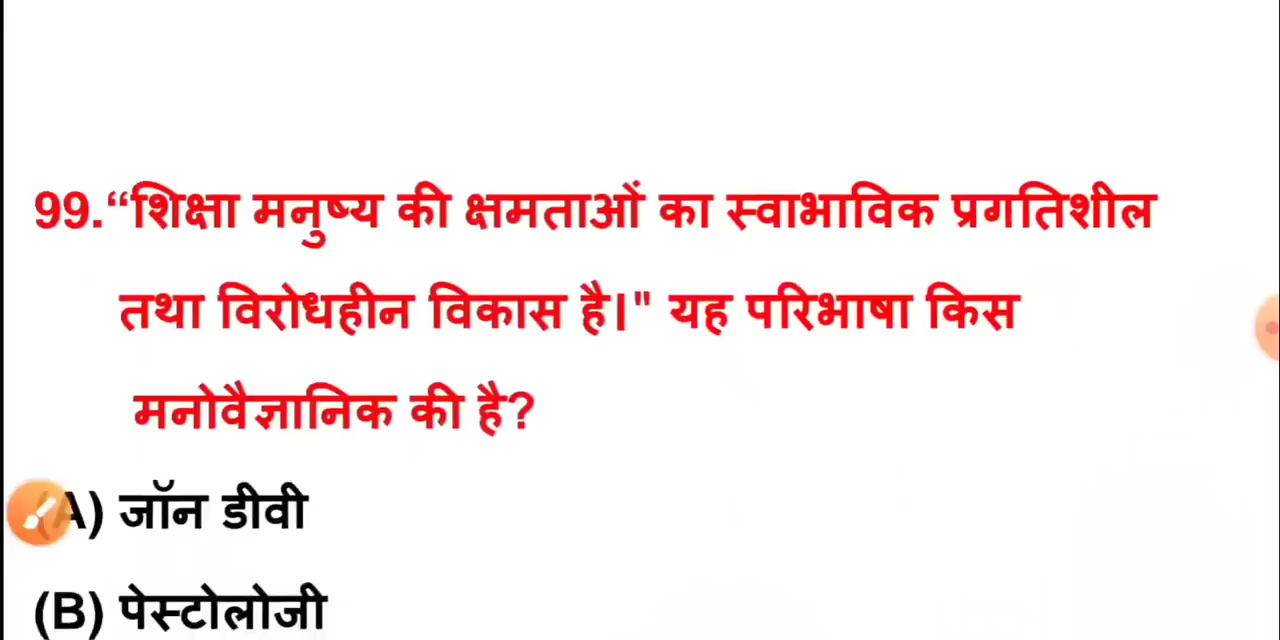 99.“शिक्षा मनुष्य की क्षमताओं का स्वाभाविक प्रगतिशील
तथा विरोधहीन विकास है।" यह परिभाषा किस
मनोवैज्ञानिक की है?
(A) जॉन डीवी
(B) पेस्टोलोजी